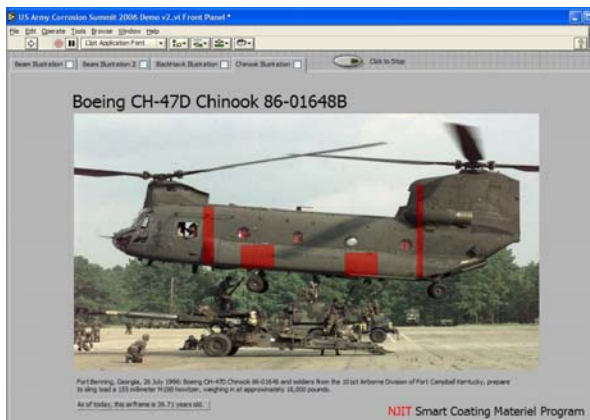 US Army Corrosion Summit 2006 Demo v2.vi Front Panel *
File Edit Operate Tools Browse Window Help
13pt Application Font
Beam Illustration Beam Illustration 2 BlackHawk Illustration Chinook Illustration Click to Stop
Boeing CH-47D Chinook 86-01648B
Fort Benning, Georgia, 26 July 1996: Boeing CH-47D Chinook 86-01648 and soldiers from the 101st Airborne Division of Fort Campbell Kentucky, prepare
to sling load a 155 millimeter M198 howitzer, weighing in at approximately 16,000 pounds.
As of today, this airframe is 39.71 years old.
NJIT Smart Coating Materiel Program